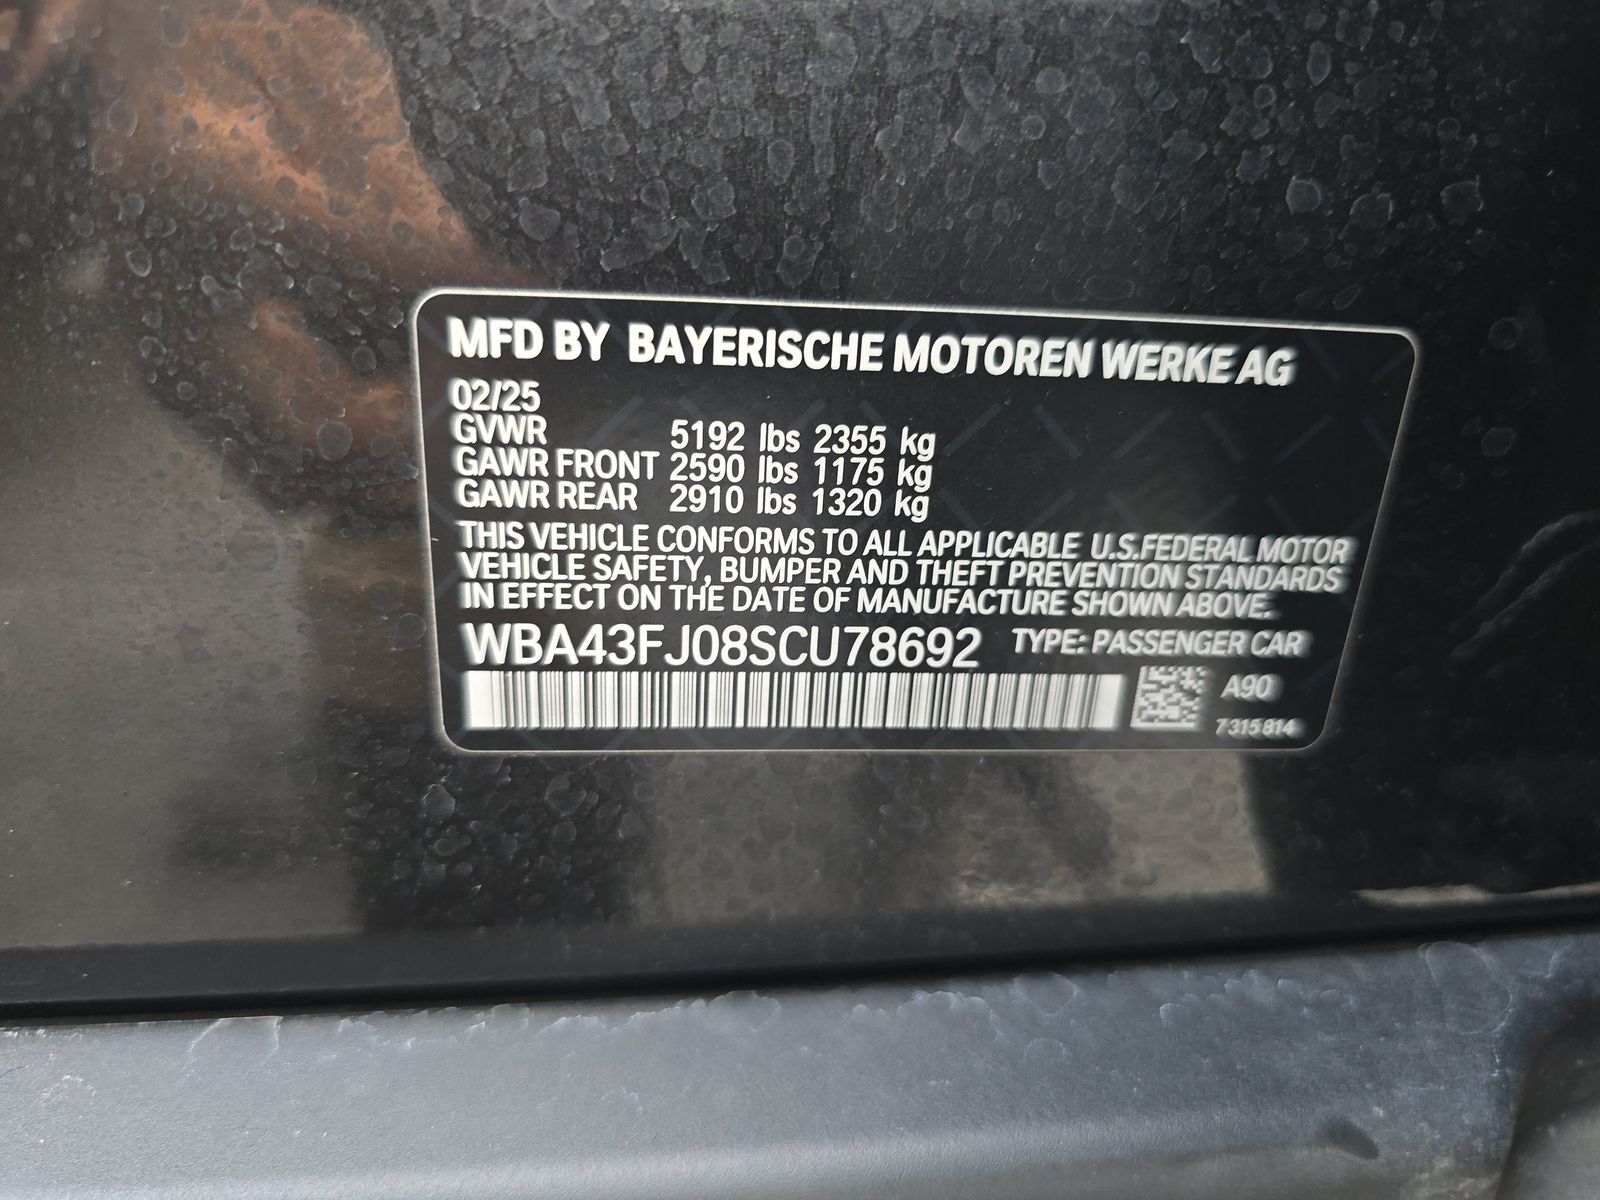 MFD BY BAYERISCHE MOTOREN WERKE AG
02/25
GVWR 5192 lbs 2355 kg
GAWR FRONT 2590 lbs 1175 kg
GAWR REAR 2910 lbs 1320 kg
THIS VEHICLE CONFORMS TO ALL APPLICABLE U.S.FEDERAL MOTOR
VEHICLE SAFETY, BUMPER AND THEFT PREVENTION STANDARDS
IN EFFECT ON THE DATE OF MANUFACTURE SHOWN ABOVE.
WBA43FJ08SCU78692 TYPE: PASSENGER CAR
A90
7 315 814